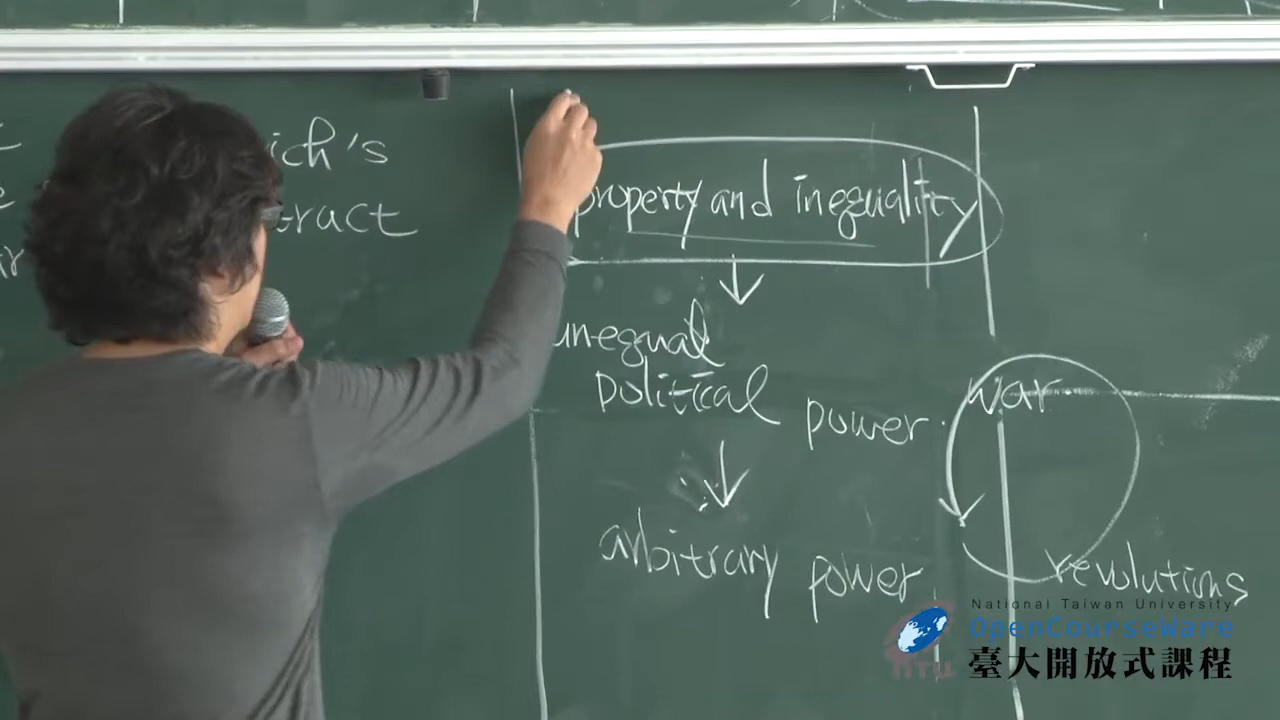 ich's
tract
property and inequality
unequal
political power
war
arbitrary power
revolutions
National Taiwan University
OpenCourseWare
臺大開放式課程
NTU